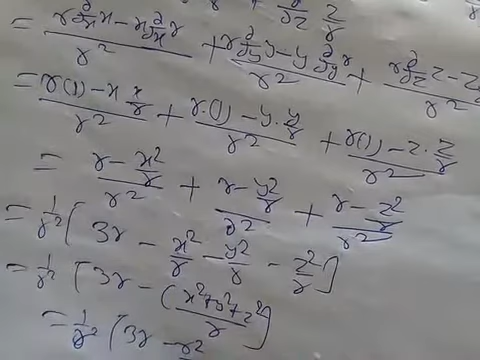 ∂/∂z z/r
= (r ∂/∂x x - x ∂/∂x r)/r² + (r ∂/∂y y - y ∂/∂y r)/r² + (r ∂/∂z z - z
= (r(1) - x x/r)/r² + (r.(1) - y. y/r)/r² + (r(1) - z. z/r)/r²
= (r - x²/r)/r² + (r - y²/r)/r² + (r - z²/r)/r²
= 1/r² [3r - x²/r - y²/r - z²/r]
= 1/r² [3r - (x²+y²+z²)/r]
= 1/r² [3r - r²